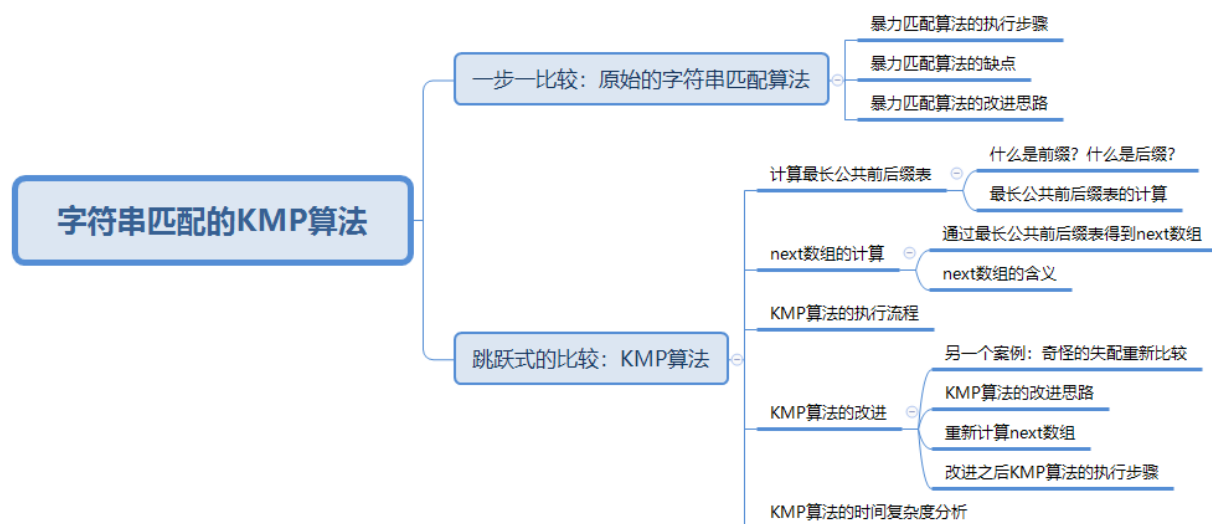 字符串匹配的KMP算法
一步一比较：原始的字符串匹配算法
暴力匹配算法的执行步骤
暴力匹配算法的缺点
暴力匹配算法的改进思路
跳跃式的比较：KMP算法
计算最长公共前后缀表
什么是前缀？什么是后缀？
最长公共前后缀表的计算
next数组的计算
通过最长公共前后缀表得到next数组
next数组的含义
KMP算法的执行流程
KMP算法的改进
另一个案例：奇怪的失配重新比较
KMP算法的改进思路
重新计算next数组
改进之后KMP算法的执行步骤
KMP算法的时间复杂度分析